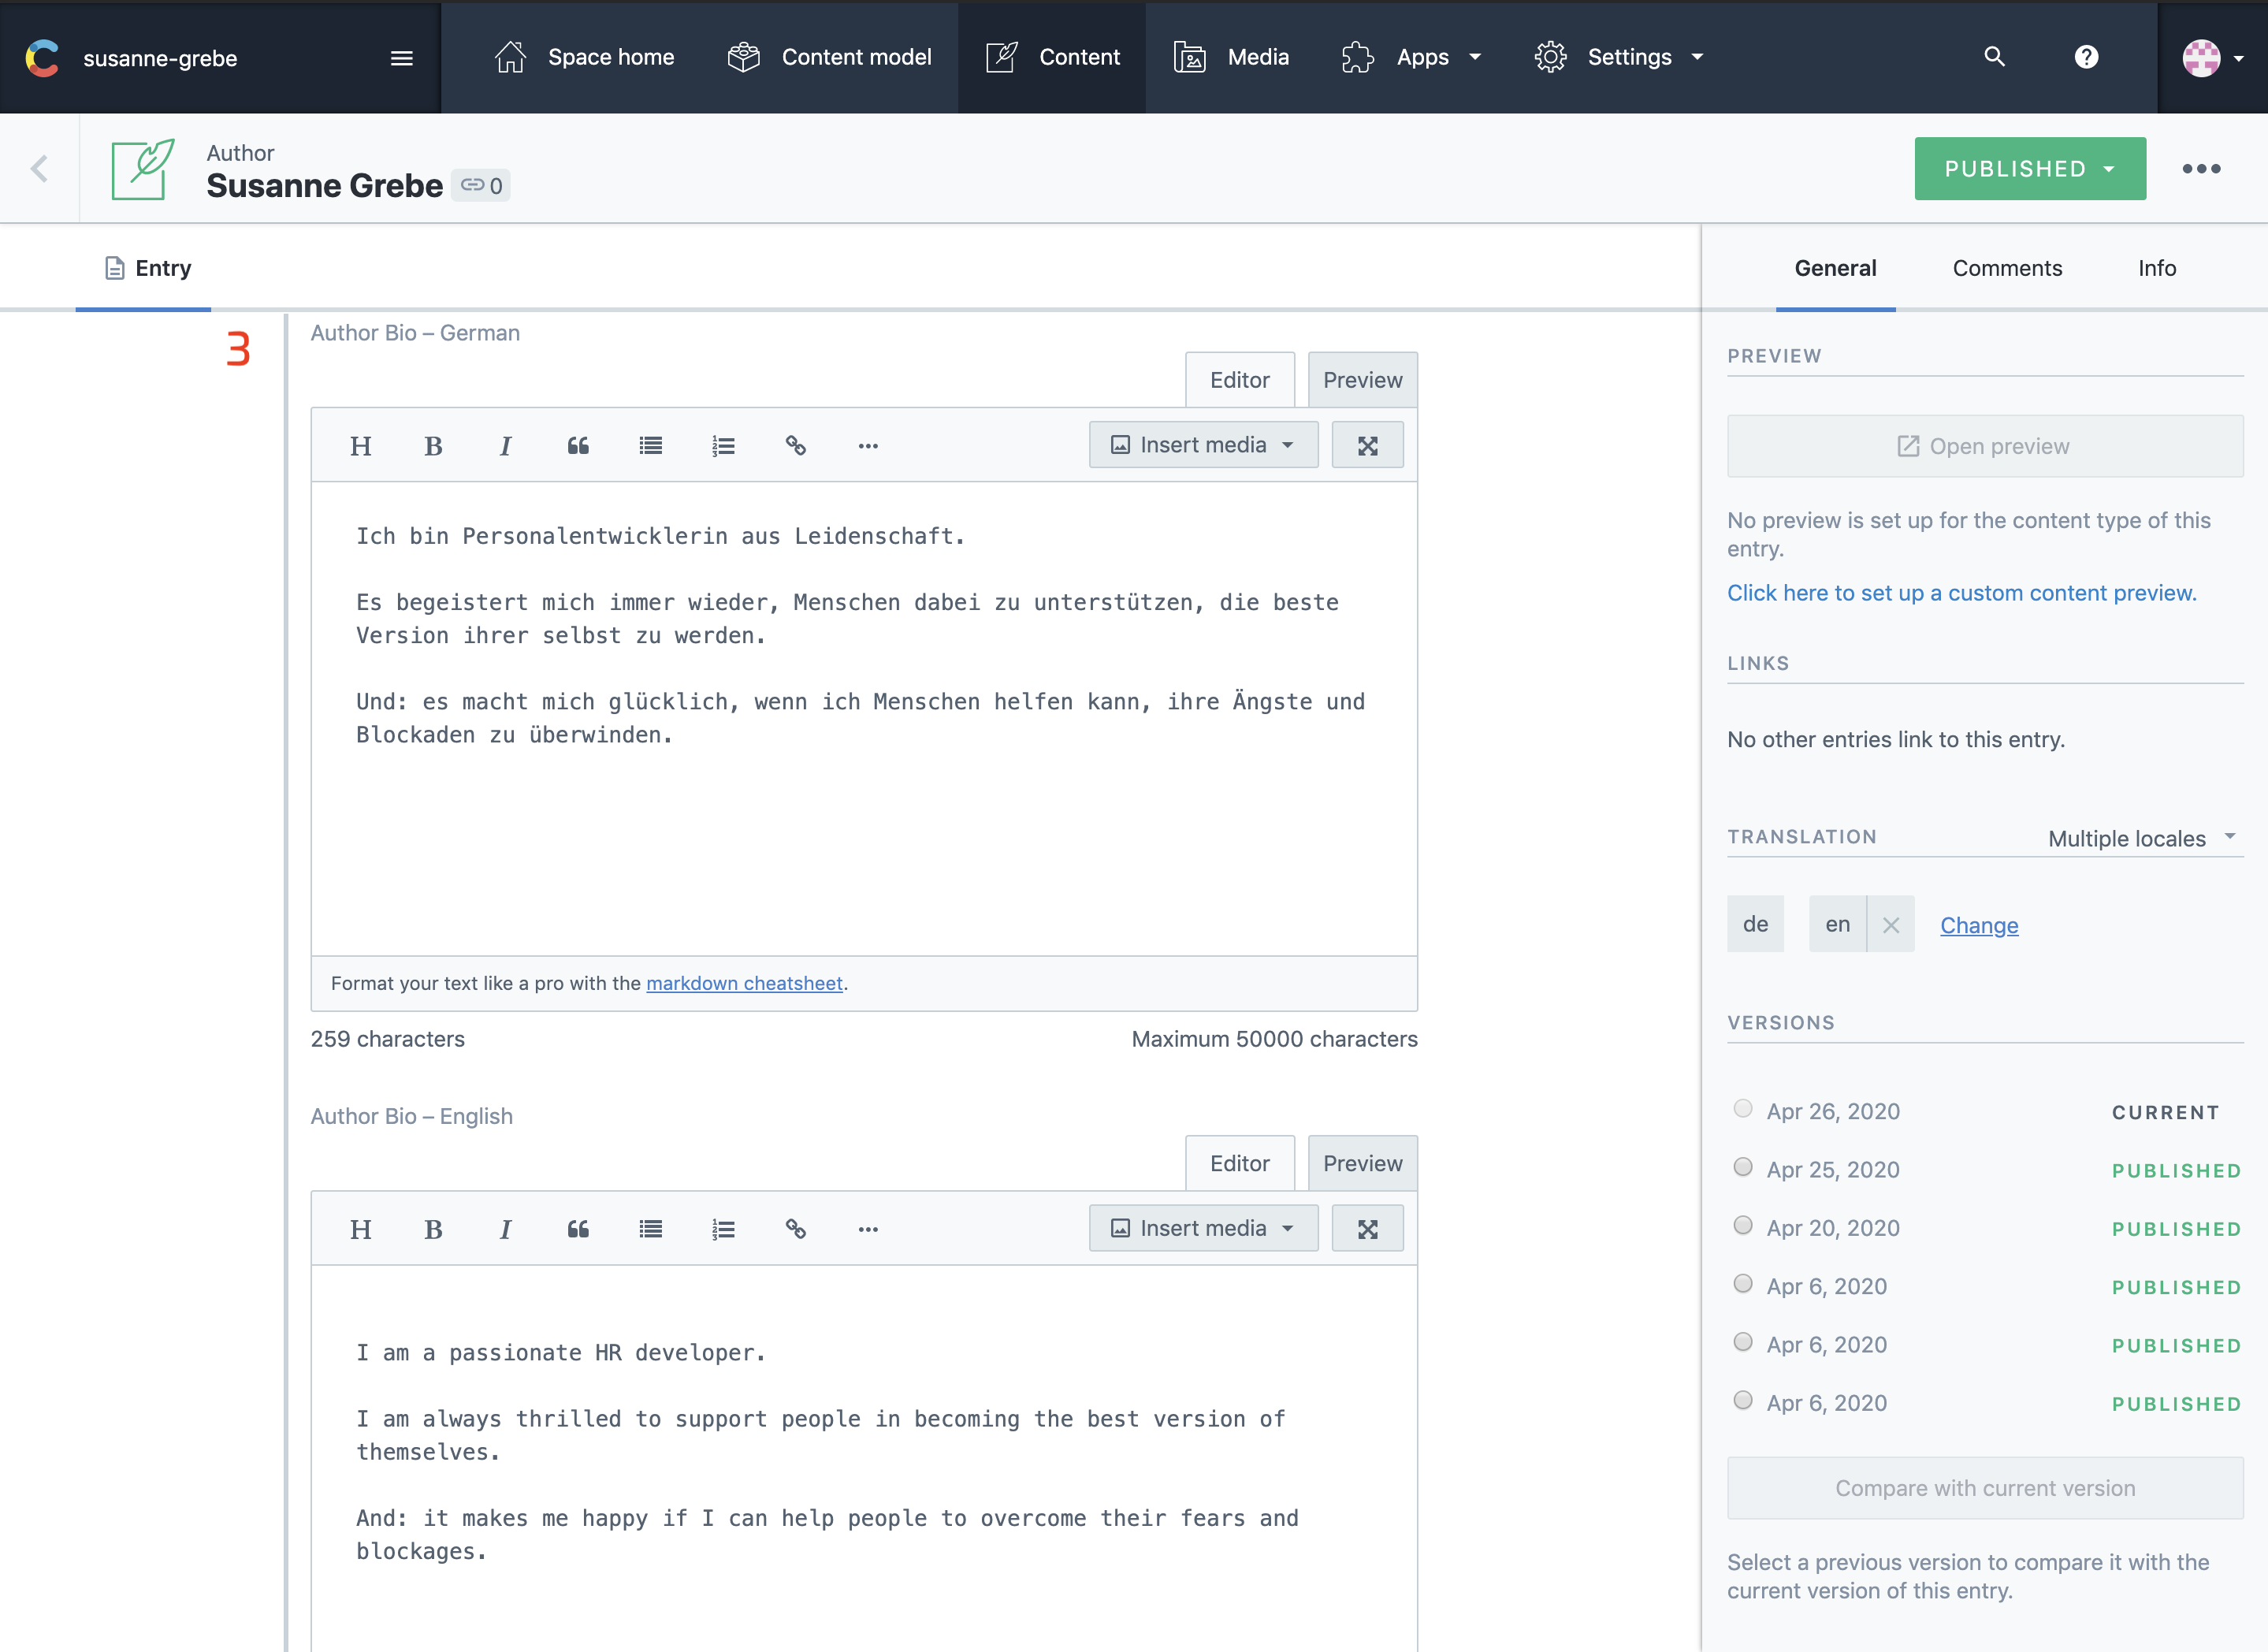 susanne-grebe
Space home
Content model
Content
Media
Apps
Settings
Author
Susanne Grebe 0
PUBLISHED
Entry
General
Comments
Info
3
Author Bio – German
Editor
Preview
H B I
Insert media
Ich bin Personalentwicklerin aus Leidenschaft.
Es begeistert mich immer wieder, Menschen dabei zu unterstützen, die beste
Version ihrer selbst zu werden.
Und: es macht mich glücklich, wenn ich Menschen helfen kann, ihre Ängste und
Blockaden zu überwinden.
Format your text like a pro with the markdown cheatsheet.
259 characters
Maximum 50000 characters
Author Bio – English
Editor
Preview
H B I
Insert media
I am a passionate HR developer.
I am always thrilled to support people in becoming the best version of
themselves.
And: it makes me happy if I can help people to overcome their fears and
blockages.
PREVIEW
Open preview
No preview is set up for the content type of this
entry.
Click here to set up a custom content preview.
LINKS
No other entries link to this entry.
TRANSLATION
Multiple locales
de
en
Change
VERSIONS
Apr 26, 2020 CURRENT
Apr 25, 2020 PUBLISHED
Apr 20, 2020 PUBLISHED
Apr 6, 2020 PUBLISHED
Apr 6, 2020 PUBLISHED
Apr 6, 2020 PUBLISHED
Compare with current version
Select a previous version to compare it with the
current version of this entry.